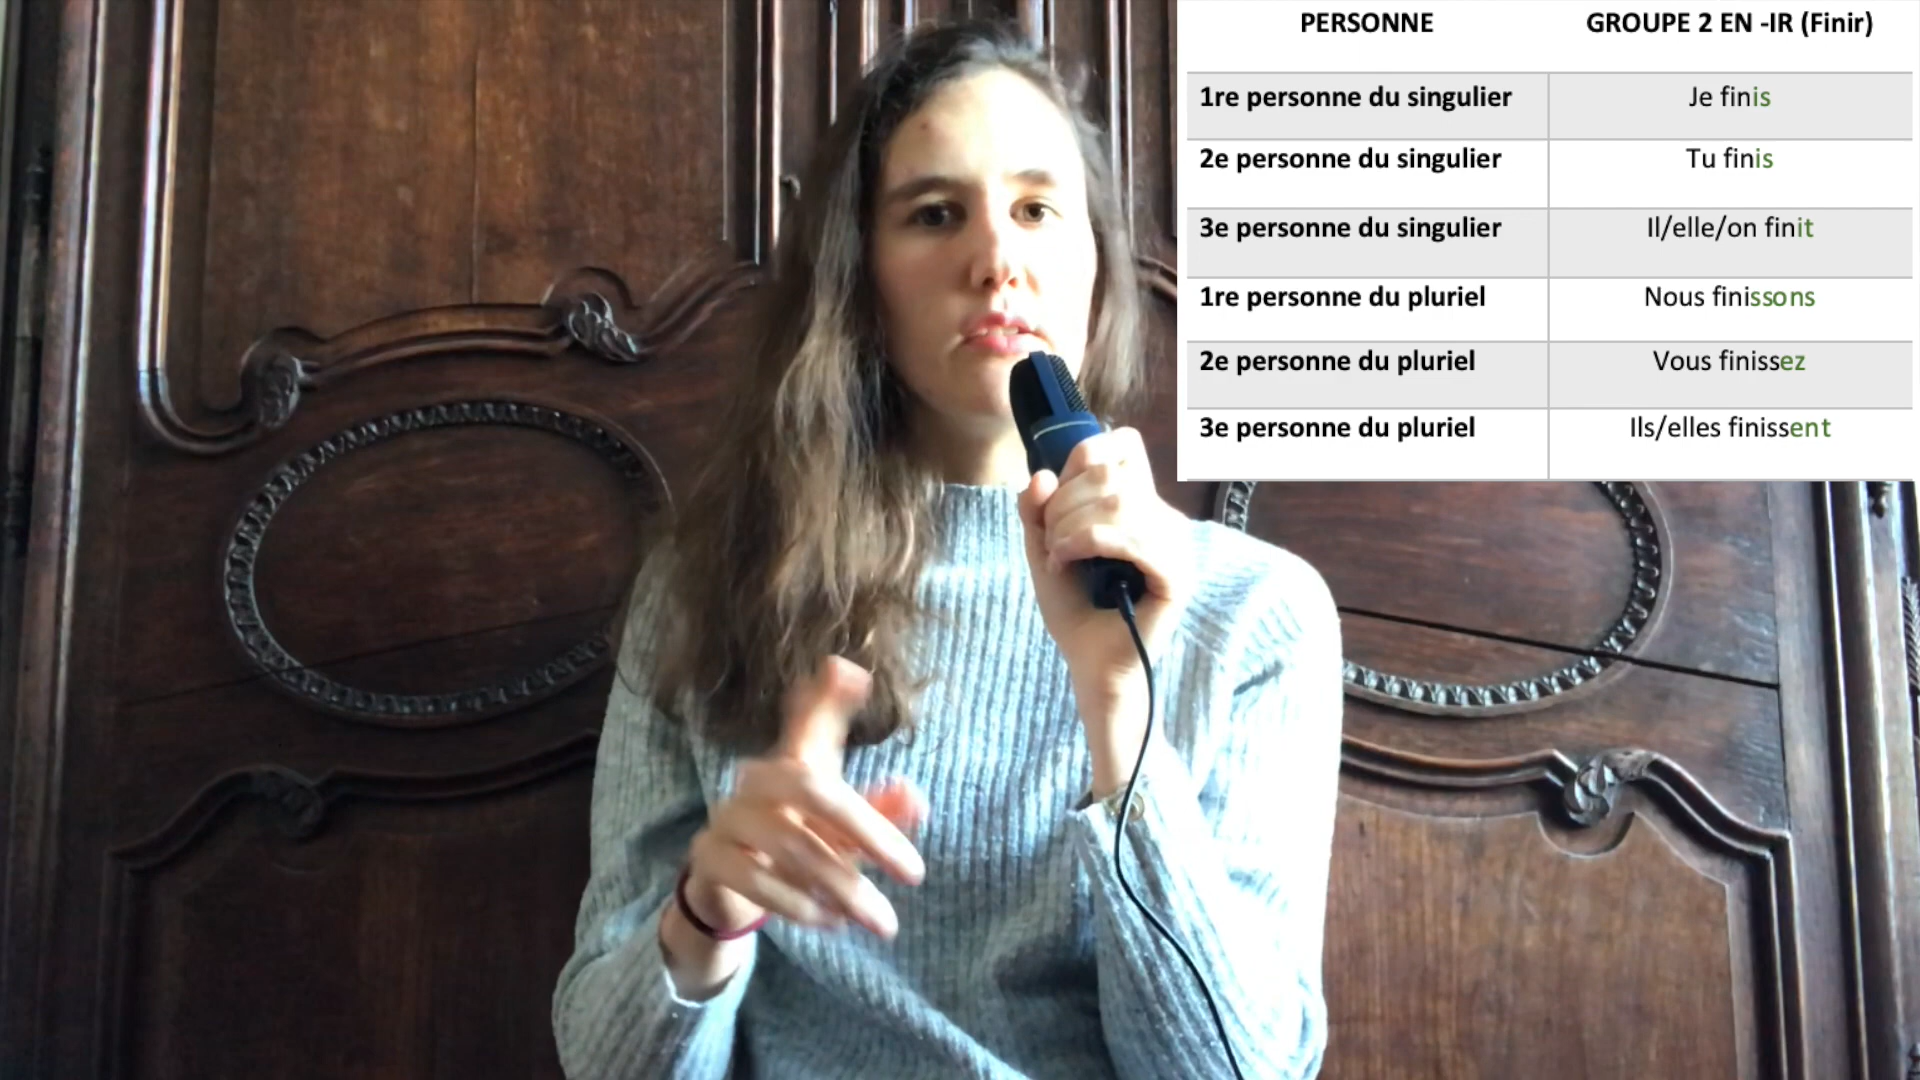 PERSONNE GROUPE 2 EN -IR (Finir)
1re personne du singulier Je finis
2e personne du singulier Tu finis
3e personne du singulier Il/elle/on finit
1re personne du pluriel Nous finissons
2e personne du pluriel Vous finissez
3e personne du pluriel Ils/elles finissent